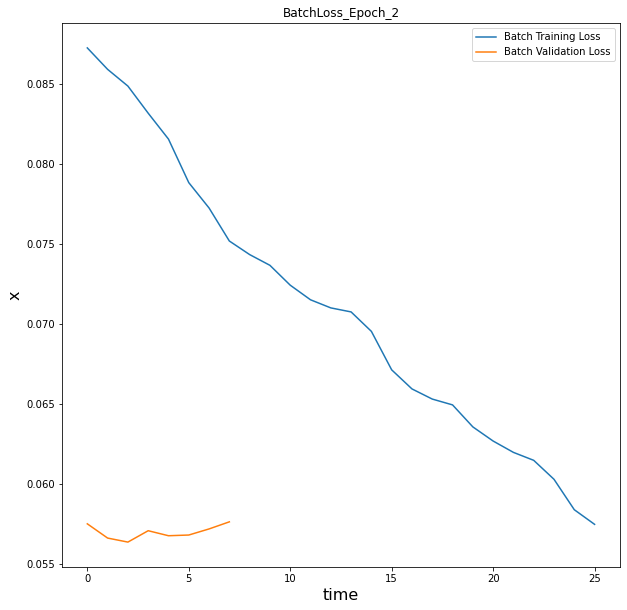 BatchLoss_Epoch_2
Batch Training Loss
Batch Validation Loss
0.085
0.080
0.075
0.070
0.065
0.060
0.055
x
0 5 10 15 20 25
time